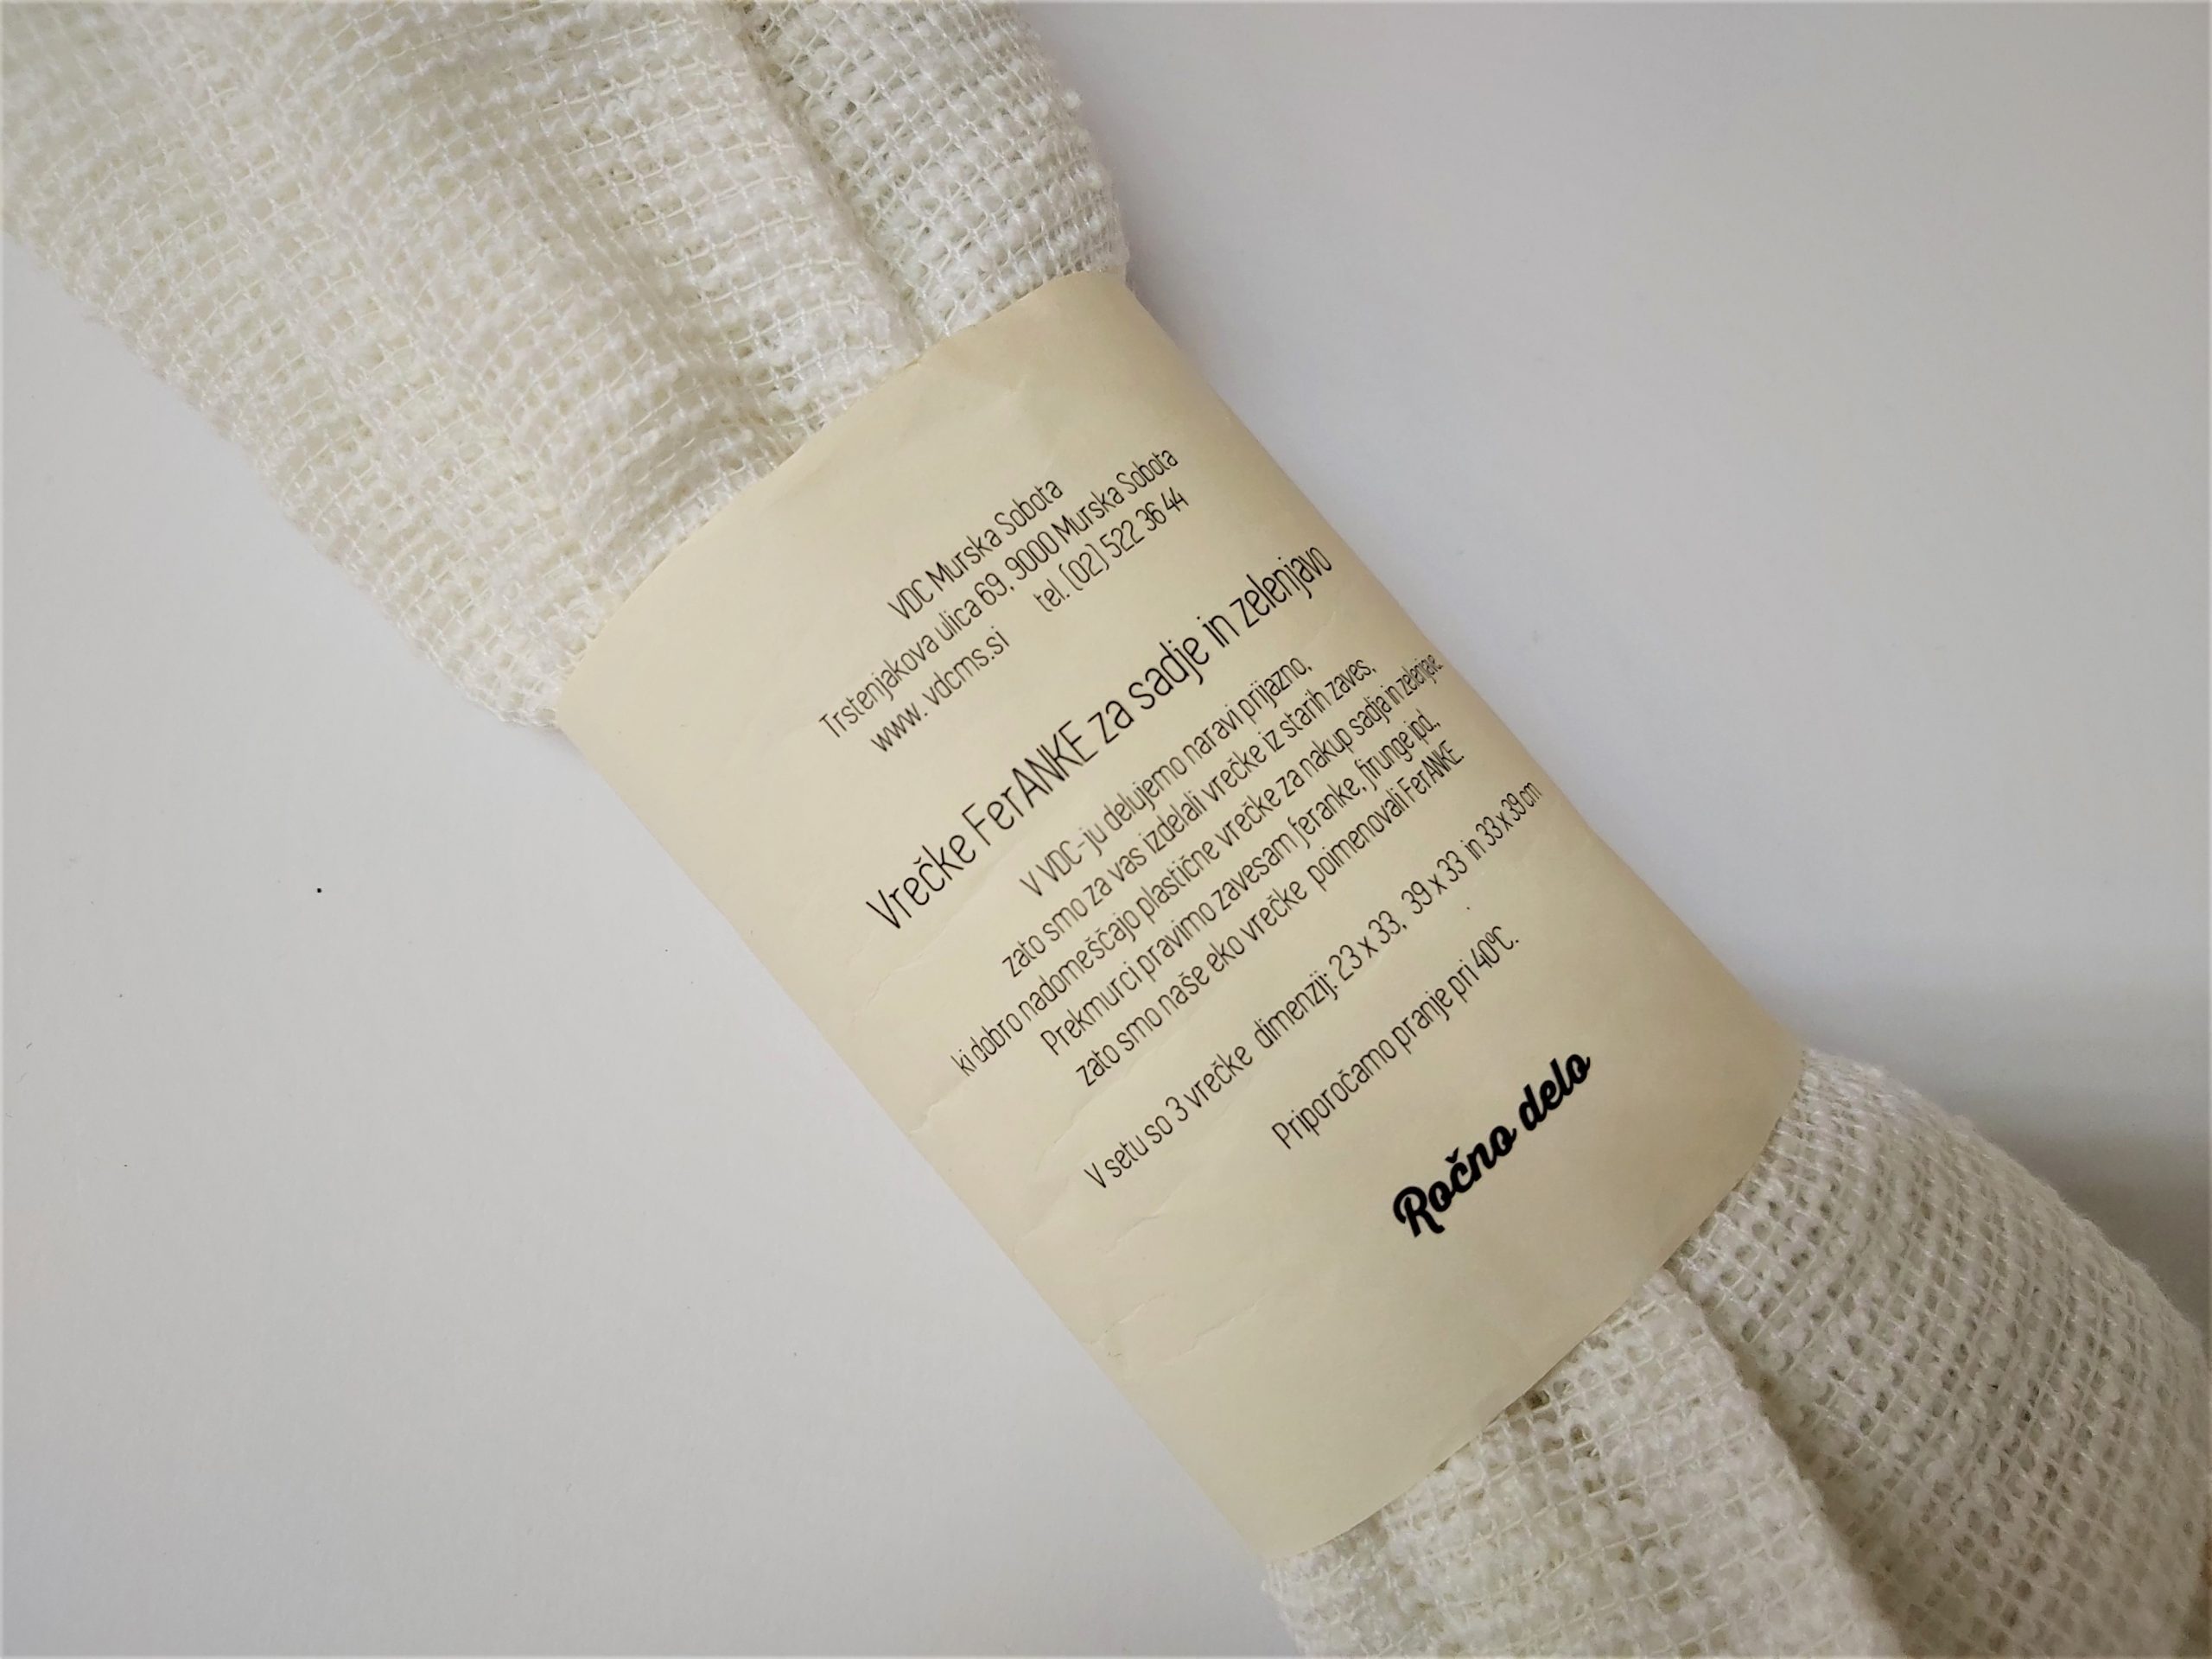 VDC Murska Sobota
Trstenjakova ulica 69, 9000 Murska Sobota
www. vdcms.si tel. (02) 522 36 44
Vrečke FerANKE za sadje in zelenjavo
V VDC-ju delujemo naravi prijazno,
zato smo za vas izdelali vrečke iz starih zaves,
ki dobro nadomeščajo plastične vrečke za nakup sadja in zelenjave.
Prekmurci pravimo zavesam feranke, firunge ipd.,
zato smo naše eko vrečke poimenovali FerANKE.
V setu so 3 vrečke dimenzij: 23 x 33, 39 x 33 in 33 x 39 cm
Priporočamo pranje pri 40°C.
Ročno delo